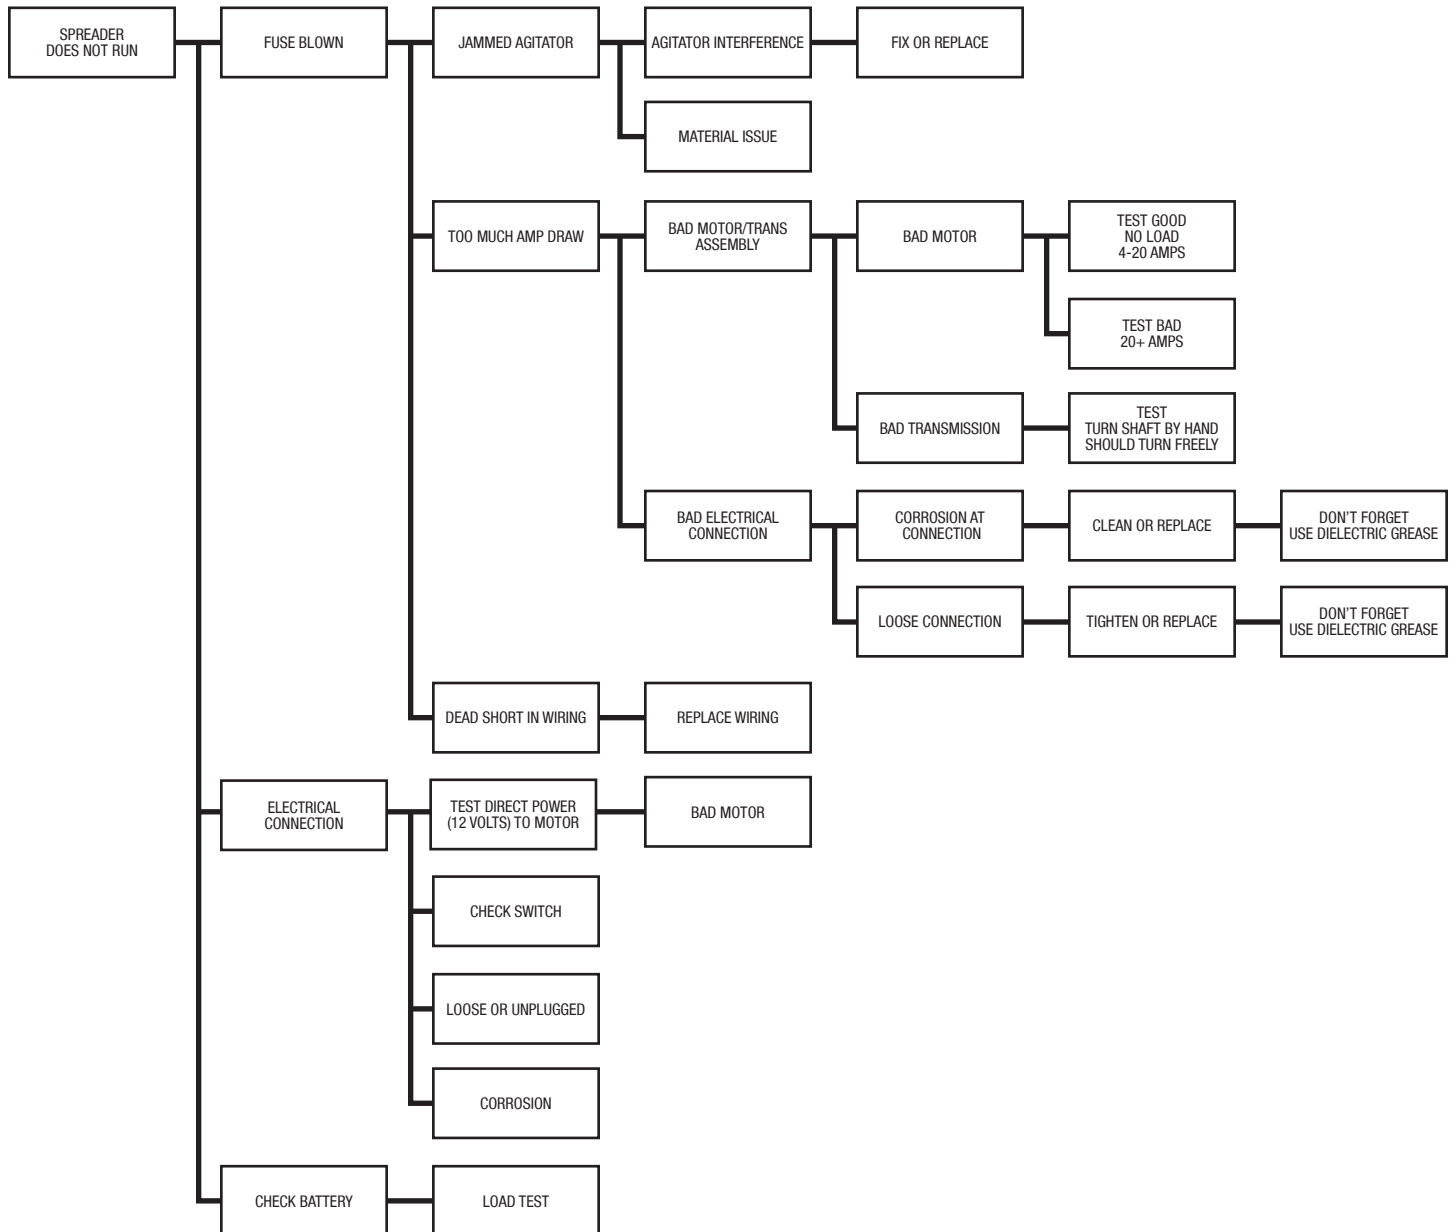 SPREADER
DOES NOT RUN
FUSE BLOWN
JAMMED AGITATOR
AGITATOR INTERFERENCE
FIX OR REPLACE
MATERIAL ISSUE
TOO MUCH AMP DRAW
BAD MOTOR/TRANS
ASSEMBLY
BAD MOTOR
TEST GOOD
NO LOAD
4-20 AMPS
TEST BAD
20+ AMPS
BAD TRANSMISSION
TEST
TURN SHAFT BY HAND
SHOULD TURN FREELY
BAD ELECTRICAL
CONNECTION
CORROSION AT
CONNECTION
CLEAN OR REPLACE
DON'T FORGET
USE DIELECTRIC GREASE
LOOSE CONNECTION
TIGHTEN OR REPLACE
DON'T FORGET
USE DIELECTRIC GREASE
DEAD SHORT IN WIRING
REPLACE WIRING
ELECTRICAL
CONNECTION
TEST DIRECT POWER
(12 VOLTS) TO MOTOR
BAD MOTOR
CHECK SWITCH
LOOSE OR UNPLUGGED
CORROSION
CHECK BATTERY
LOAD TEST